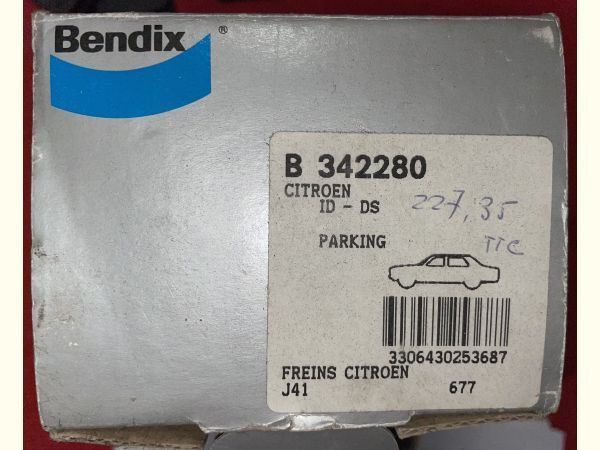 Bendix ®
B 342280
CITROEN
ID - DS 227,35
PARKING TTC
3306430253687
FREINS CITROEN
J41 677